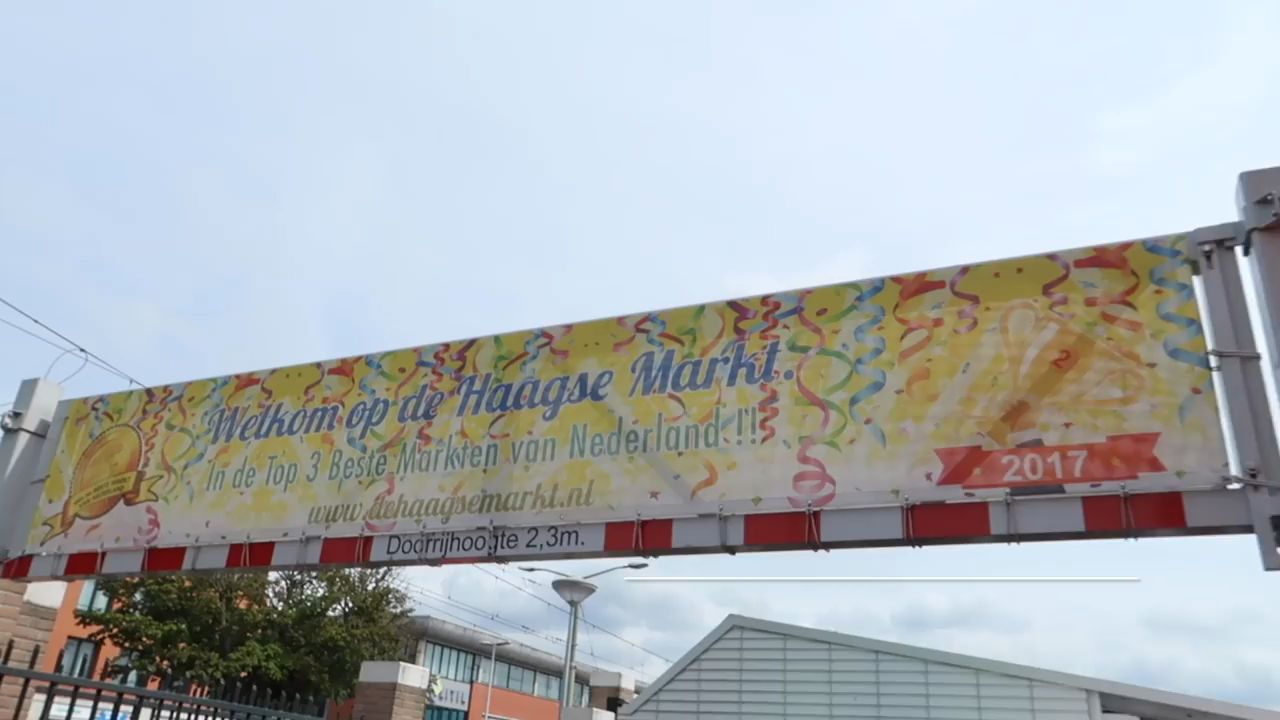 Welkom op de Haagse Markt.
In de Top 3 Beste Markten van Nederland !!
www.dehaagsemarkt.nl
2
2017
Doorrijhoogte 2,3m.